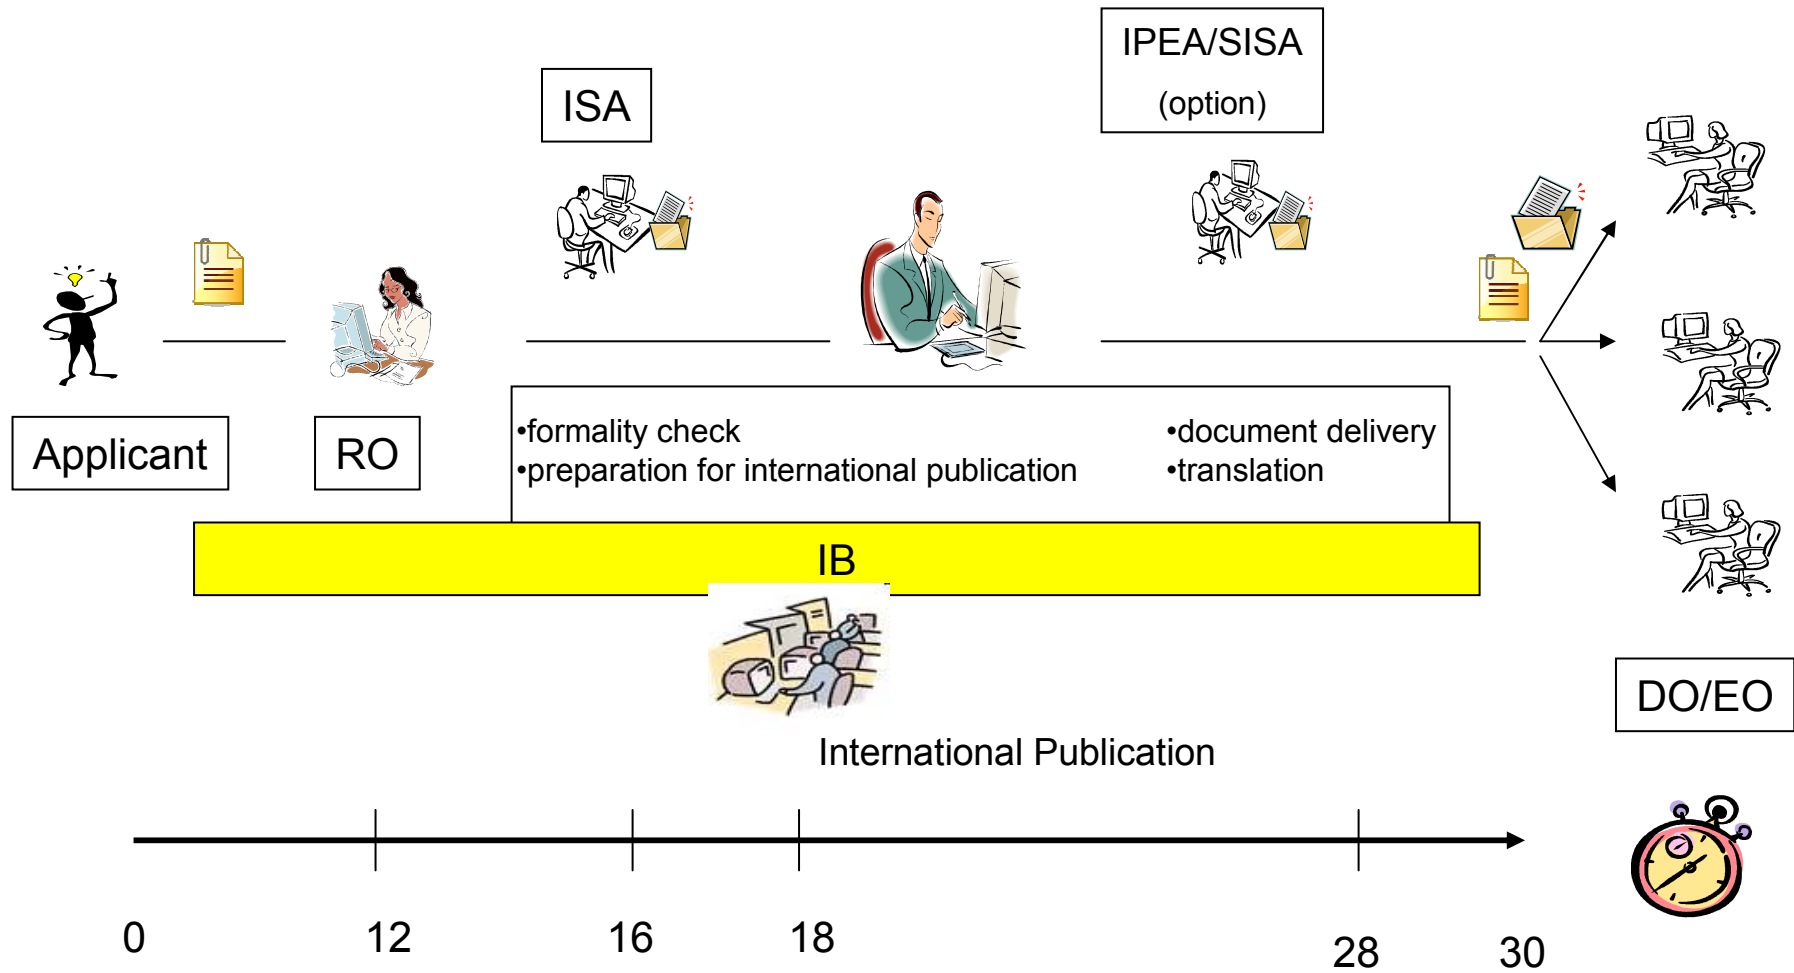 IPEA/SISA
(option)
ISA
Applicant
RO
•formality check
•preparation for international publication
•document delivery
•translation
IB
DO/EO
International Publication
0
12
16
18
28
30